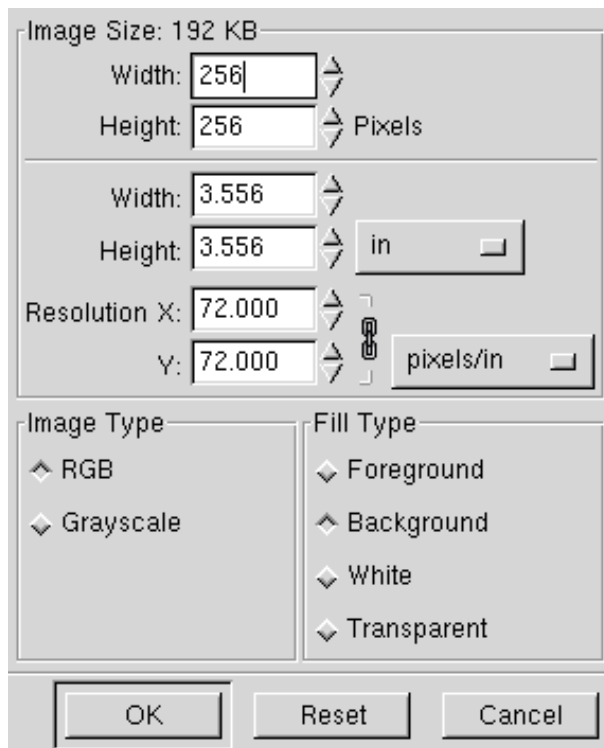 Image Size: 192 KB
Width: 256
Height: 256 Pixels
Width: 3.556
Height: 3.556 in
Resolution X: 72.000
Y: 72.000 pixels/in
Image Type
RGB
Grayscale
Fill Type
Foreground
Background
White
Transparent
OK Reset Cancel